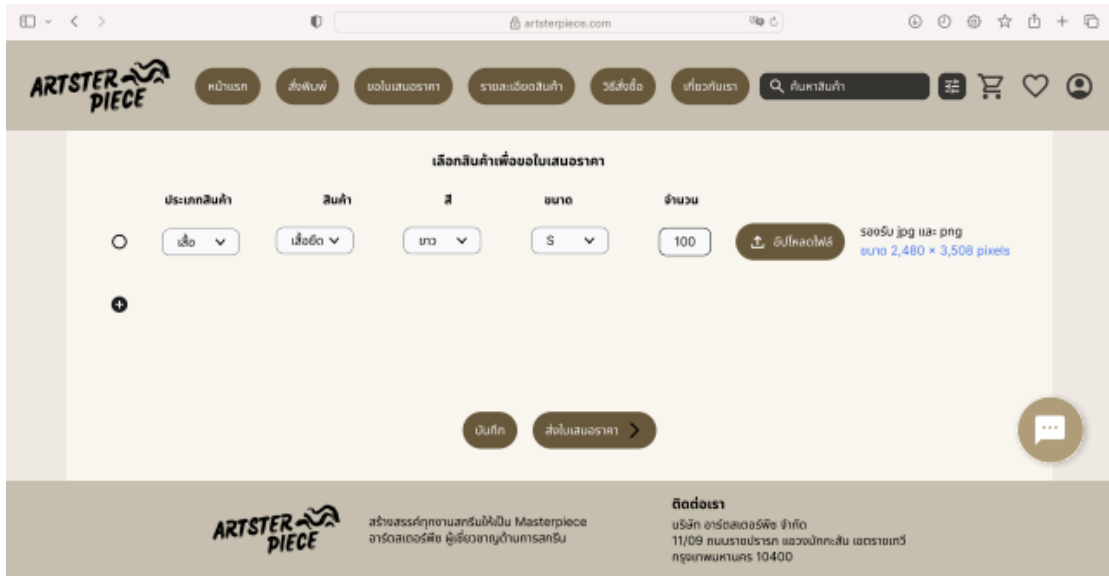 artsterpiece.com
ARTSTER
PIECE
หน้าแรก
สั่งพิมพ์
ขอใบเสนอราคา
รายละเอียดสินค้า
วิธีสั่งซื้อ
เกี่ยวกับเรา
ค้นหาสินค้า
เลือกสินค้าเพื่อขอใบเสนอราคา
ประเภทสินค้า สินค้า สี ขนาด จำนวน
เสื้อ เสื้อยืด ขาว S 100 อัปโหลดไฟล์
รองรับ jpg และ png
ขนาด 2,480 × 3,508 pixels
บันทึก
ส่งใบเสนอราคา
ARTSTER
PIECE
สร้างสรรค์ทุกงานสกรีนให้เป็น Masterpiece
อาร์ตสเตอร์พีซ ผู้เชี่ยวชาญด้านการสกรีน
ติดต่อเรา
บริษัท อาร์ตสเตอร์พีซ จำกัด
11/09 ถนนราชปรารภ แขวงมักกะสัน เขตราชเทวี
กรุงเทพมหานคร 10400